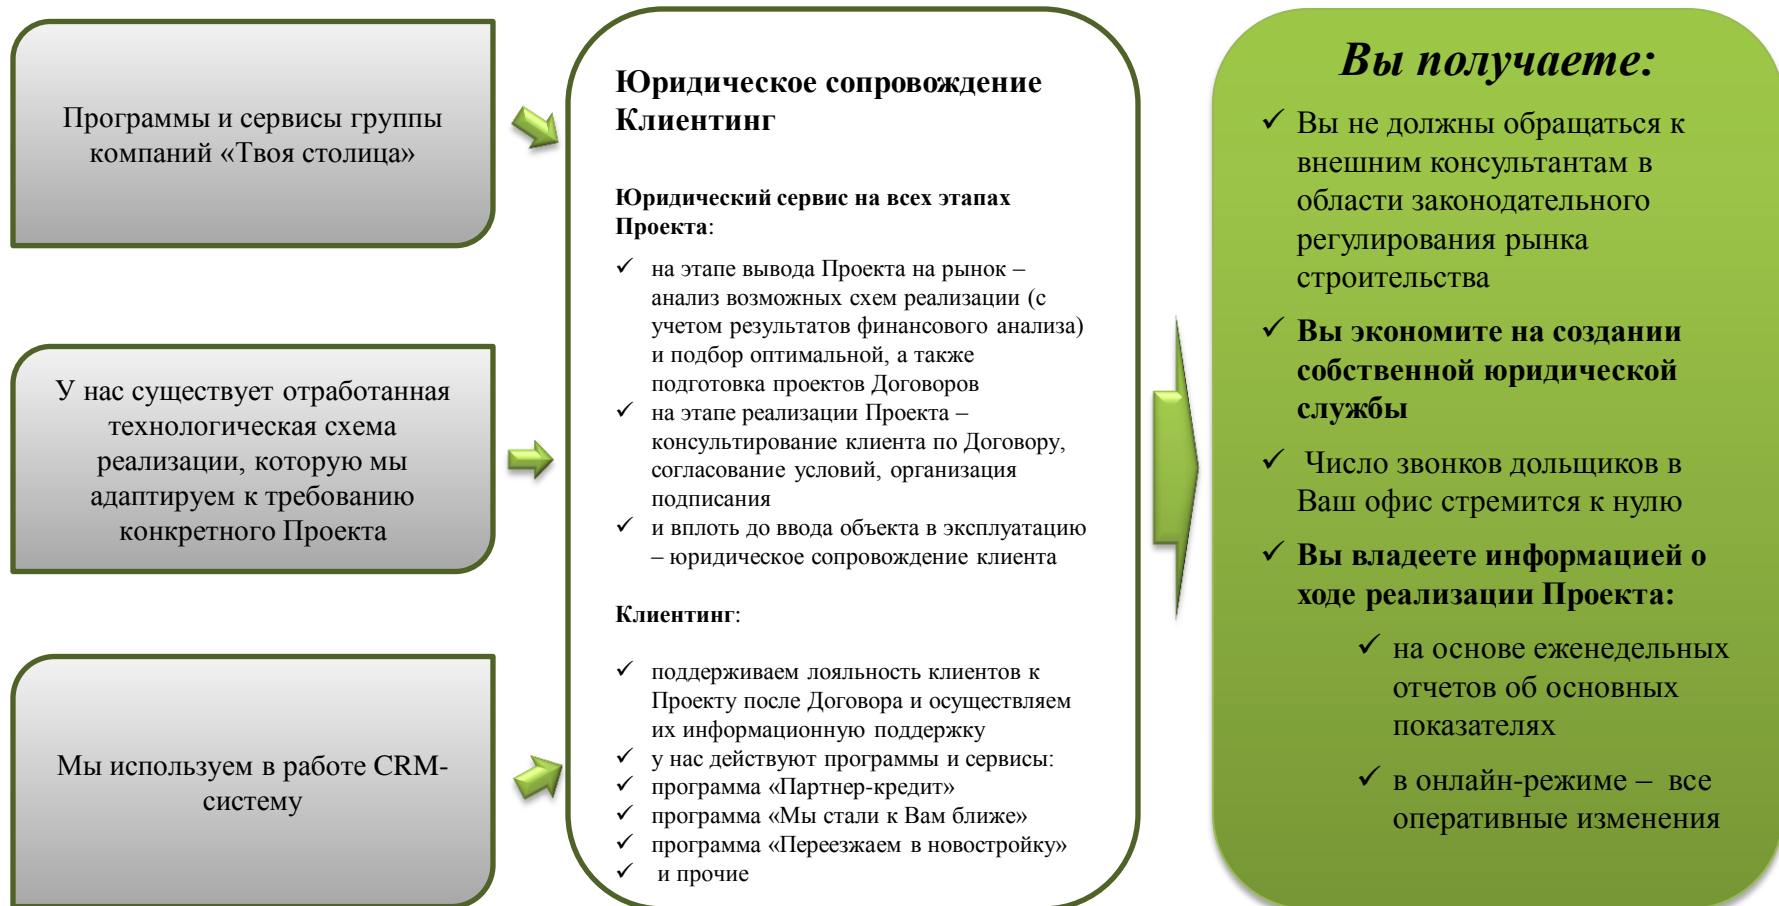 Программы и сервисы группы
компаний «Твоя столица»
У нас существует отработанная
технологическая схема
реализации, которую мы
адаптируем к требованию
конкретного Проекта
Мы используем в работе CRM-
систему
Юридическое сопровождение
Клиентинг
Юридический сервис на всех этапах
Проекта:
✓ на этапе вывода Проекта на рынок –
анализ возможных схем реализации (с
учетом результатов финансового анализа)
и подбор оптимальной, а также
подготовка проектов Договоров
✓ на этапе реализации Проекта –
консультирование клиента по Договору,
согласование условий, организация
подписания
✓ и вплоть до ввода объекта в эксплуатацию
– юридическое сопровождение клиента
Клиентинг:
✓ поддерживаем лояльность клиентов к
Проекту после Договора и осуществляем
их информационную поддержку
✓ у нас действуют программы и сервисы:
✓ программа «Партнер-кредит»
✓ программа «Мы стали к Вам ближе»
✓ программа «Переезжаем в новостройку»
✓ и прочие
Вы получаете:
✓ Вы не должны обращаться к
внешним консультантам в
области законодательного
регулирования рынка
строительства
✓ Вы экономите на создании
собственной юридической
службы
✓ Число звонков дольщиков в
Ваш офис стремится к нулю
✓ Вы владеете информацией о
ходе реализации Проекта:
✓ на основе еженедельных
отчетов об основных
показателях
✓ в онлайн-режиме – все
оперативные изменения